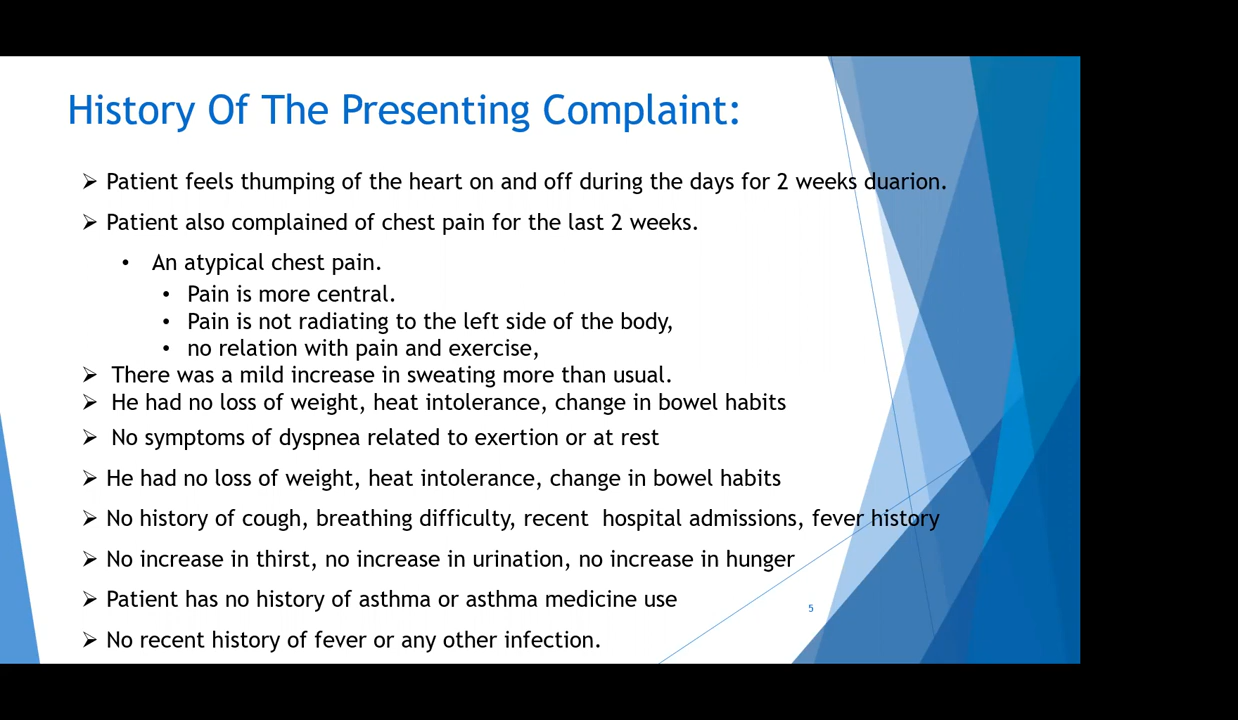 History Of The Presenting Complaint:
➢ Patient feels thumping of the heart on and off during the days for 2 weeks duarion.
➢ Patient also complained of chest pain for the last 2 weeks.
• An atypical chest pain.
• Pain is more central.
• Pain is not radiating to the left side of the body,
• no relation with pain and exercise,
➢ There was a mild increase in sweating more than usual.
➢ He had no loss of weight, heat intolerance, change in bowel habits
➢ No symptoms of dyspnea related to exertion or at rest
➢ He had no loss of weight, heat intolerance, change in bowel habits
➢ No history of cough, breathing difficulty, recent  hospital admissions, fever history
➢ No increase in thirst, no increase in urination, no increase in hunger
➢ Patient has no history of asthma or asthma medicine use
5
➢ No recent history of fever or any other infection.